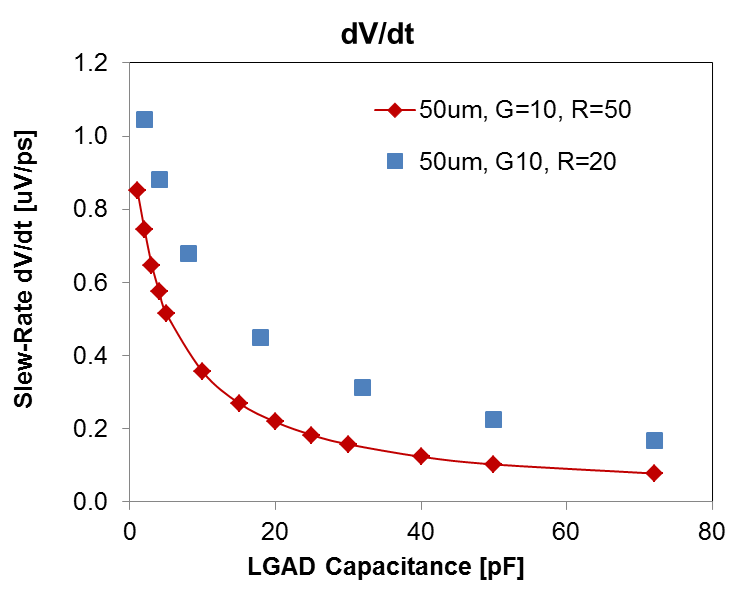 dV/dt
1.2
1.0
0.8
0.6
0.4
0.2
0.0
Slew-Rate dV/dt [uV/ps]
50um, G=10, R=50
50um, G10, R=20
0
20
40
60
80
LGAD Capacitance [pF]